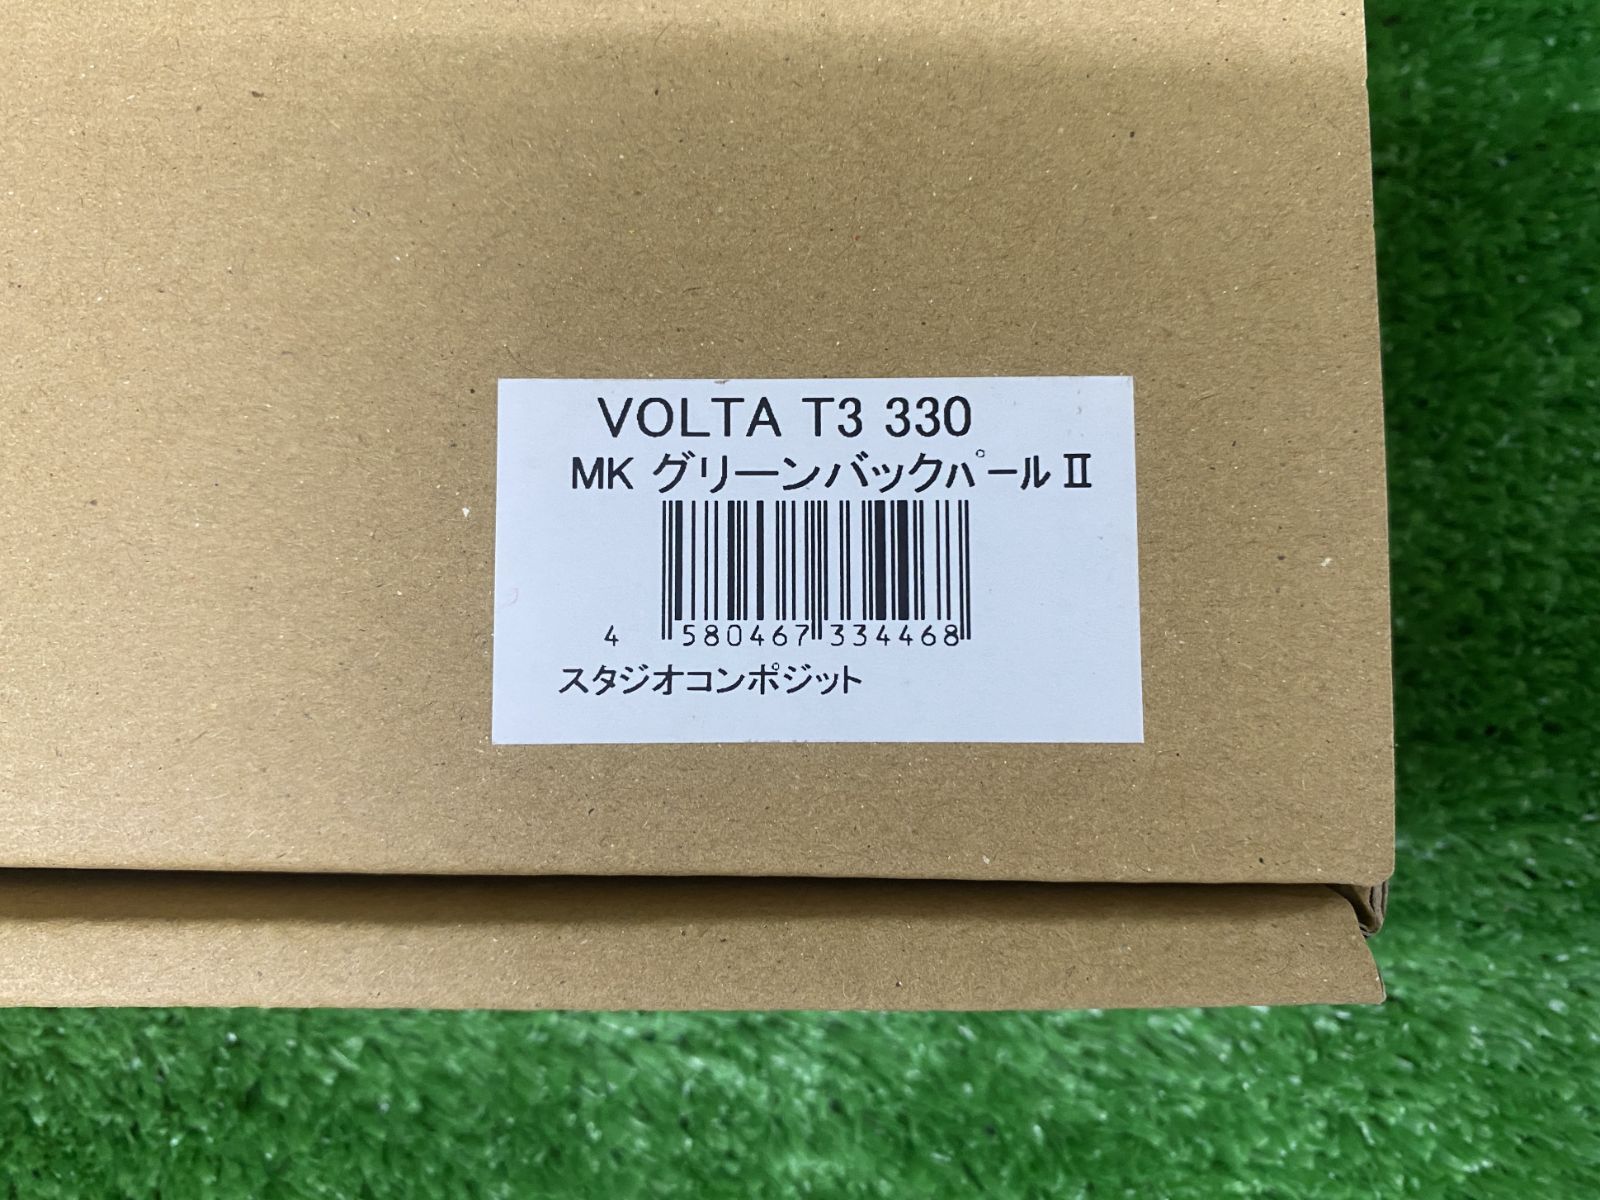 VOLTA T3 330
MK グリーンバックパールⅡ
4 580467 334468
スタジオコンポジット